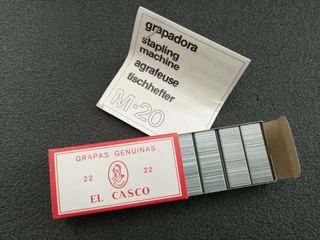 grapadora
stapling
machine
agrafeuse
tischhefter
M-20
GRAPAS GENUINAS
22 22
EL CASCO